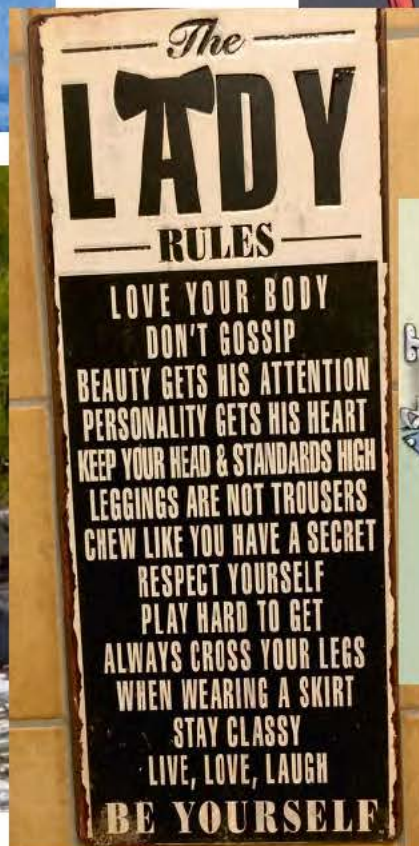 The
LADY
RULES
LOVE YOUR BODY
DON'T GOSSIP
BEAUTY GETS HIS ATTENTION
PERSONALITY GETS HIS HEART
KEEP YOUR HEAD & STANDARDS HIGH
LEGGINGS ARE NOT TROUSERS
CHEW LIKE YOU HAVE A SECRET
RESPECT YOURSELF
PLAY HARD TO GET
ALWAYS CROSS YOUR LEGS
WHEN WEARING A SKIRT
STAY CLASSY
LIVE, LOVE, LAUGH
BE YOURSELF